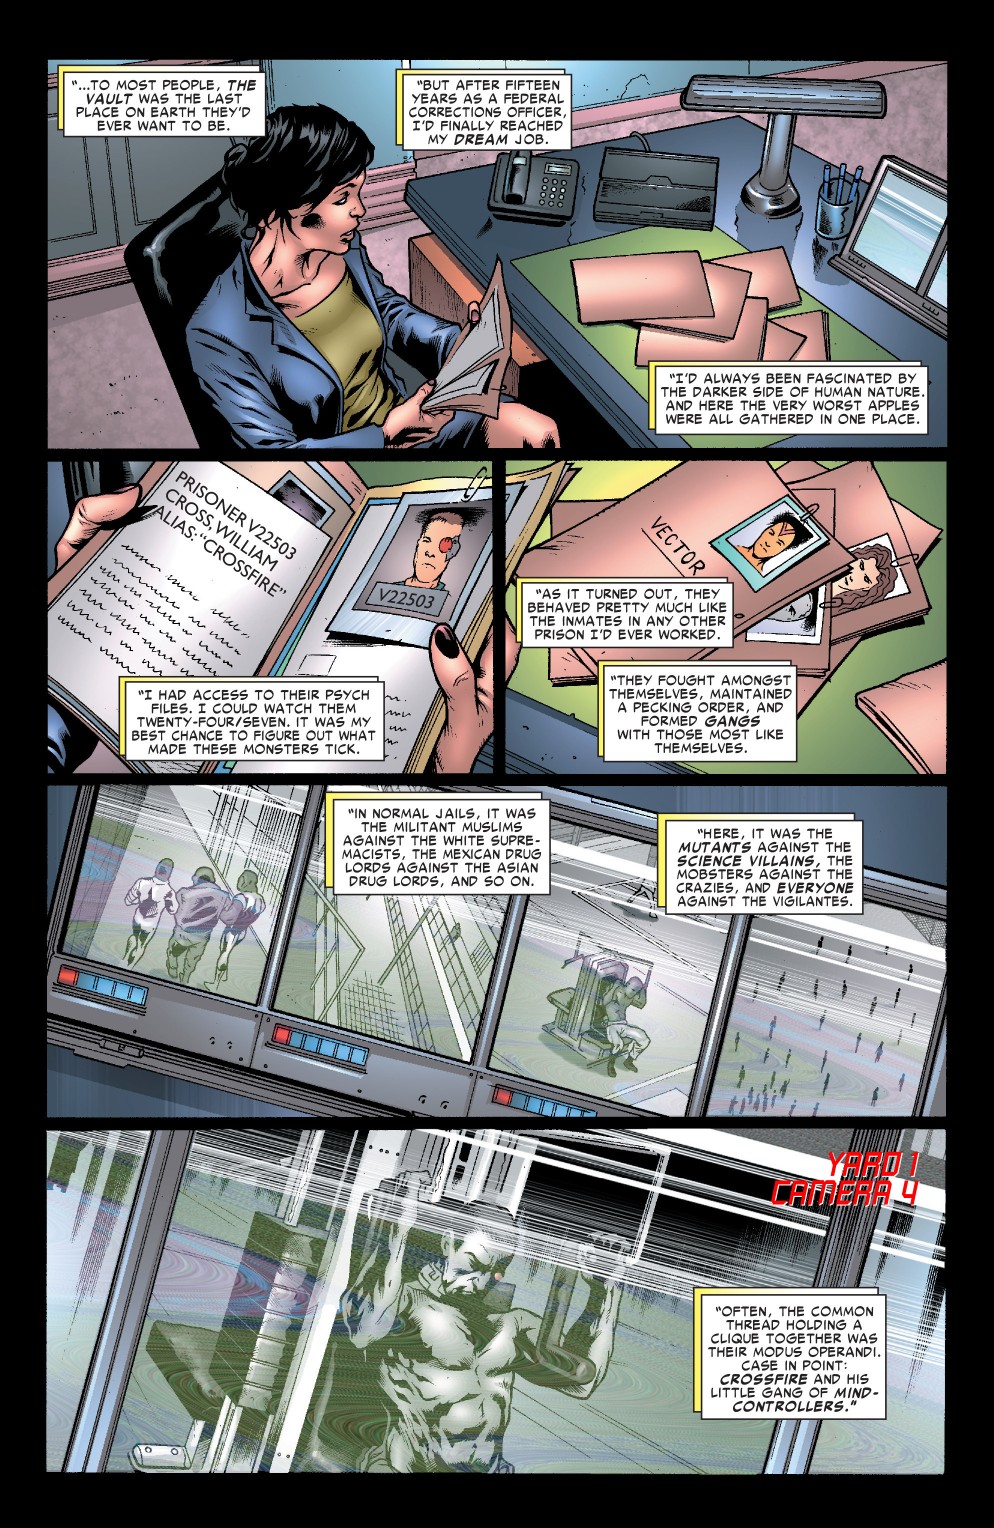 "...TO MOST PEOPLE, THE
VAULT WAS THE LAST
PLACE ON EARTH THEY'D
EVER WANT TO BE.
"BUT AFTER FIFTEEN
YEARS AS A FEDERAL
CORRECTIONS OFFICER,
I'D FINALLY REACHED
MY DREAM JOB.
"I'D ALWAYS BEEN FASCINATED BY
THE DARKER SIDE OF HUMAN NATURE.
AND HERE THE VERY WORST APPLES
WERE ALL GATHERED IN ONE PLACE.
PRISONER V22503
CROSS, WILLIAM
ALIAS: "CROSSFIRE"
V22503
"I HAD ACCESS TO THEIR PSYCH
FILES. I COULD WATCH THEM
TWENTY-FOUR/SEVEN. IT WAS MY
BEST CHANCE TO FIGURE OUT WHAT
MADE THESE MONSTERS TICK.
VECTOR
"AS IT TURNED OUT, THEY
BEHAVED PRETTY MUCH LIKE
THE INMATES IN ANY OTHER
PRISON I'D EVER WORKED.
"THEY FOUGHT AMONGST
THEMSELVES, MAINTAINED
A PECKING ORDER, AND
FORMED GANGS
WITH THOSE MOST LIKE
THEMSELVES.
"IN NORMAL JAILS, IT WAS
THE MILITANT MUSLIMS
AGAINST THE WHITE SUPRE-
MACISTS, THE MEXICAN DRUG
LORDS AGAINST THE ASIAN
DRUG LORDS, AND SO ON.
"HERE, IT WAS THE
MUTANTS AGAINST THE
SCIENCE VILLAINS, THE
MOBSTERS AGAINST THE
CRAZIES, AND EVERYONE
AGAINST THE VIGILANTES.
YARD 1
CAMERA 4
"OFTEN, THE COMMON
THREAD HOLDING A
CLIQUE TOGETHER WAS
THEIR MODUS OPERANDI.
CASE IN POINT:
CROSSFIRE AND HIS
LITTLE GANG OF MIND-
CONTROLLERS."